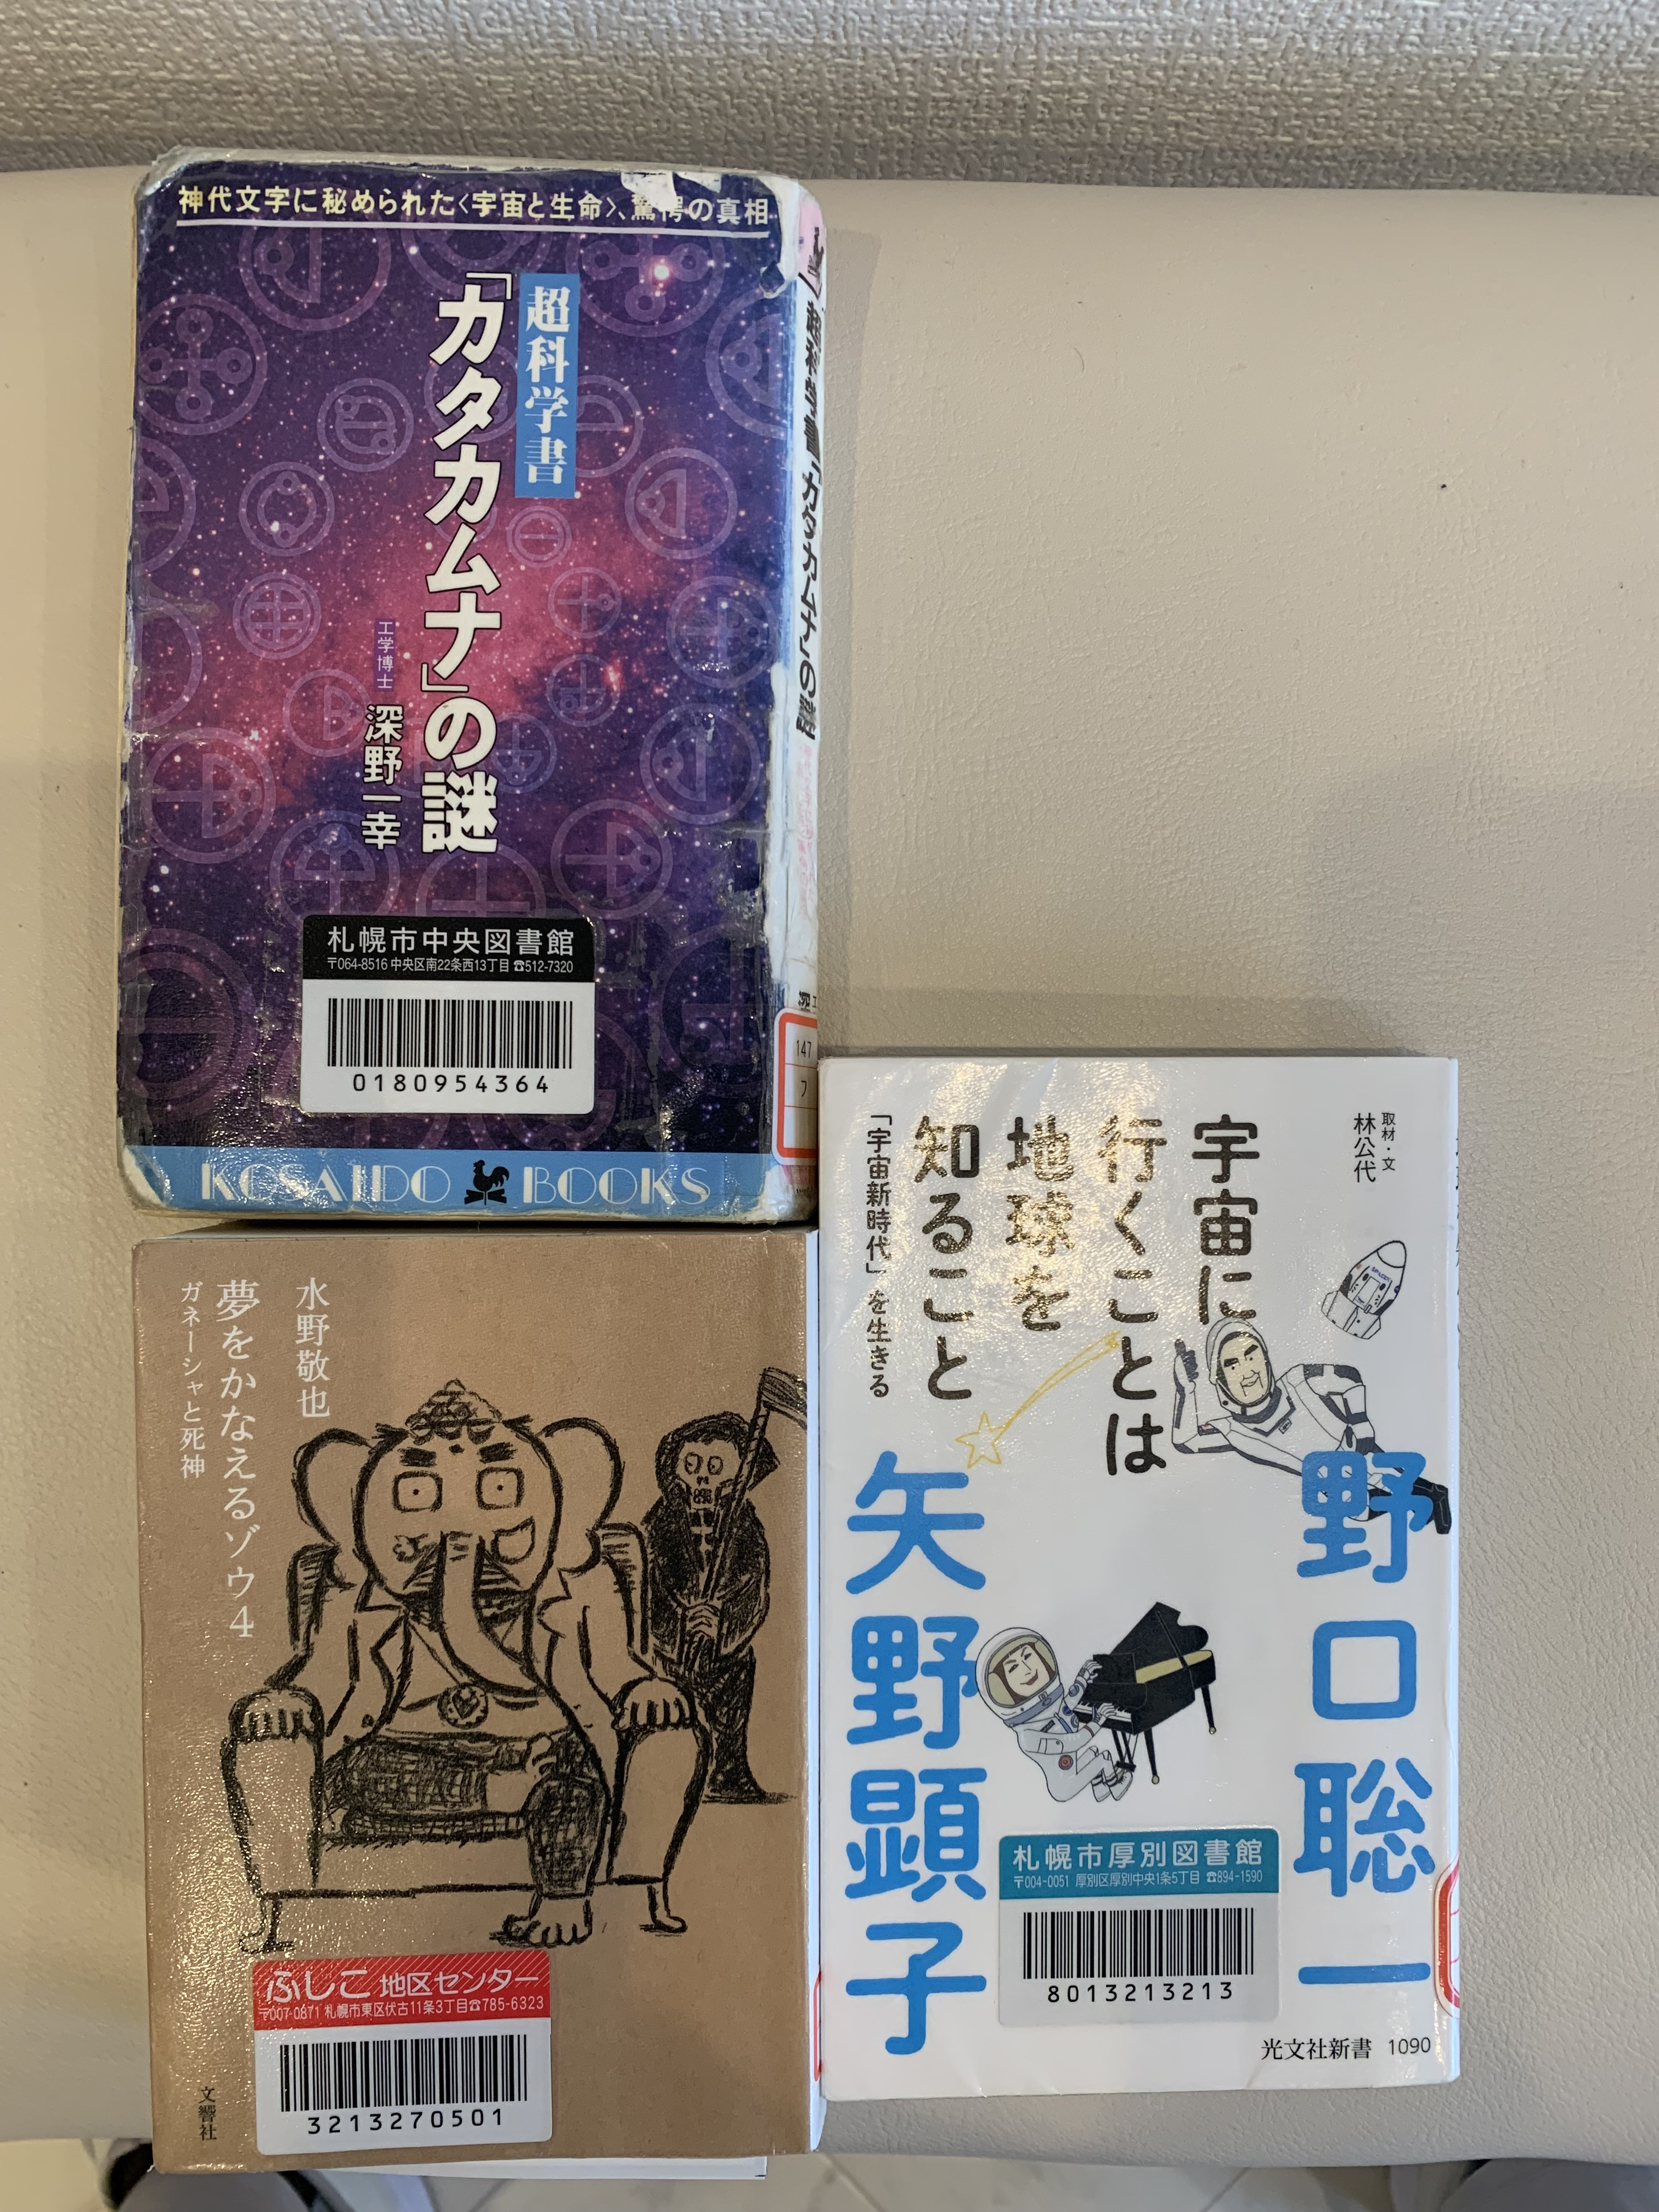 神代文字に秘められた〈宇宙と生命〉、驚愕の真相
超科学書
「カタカムナ」の謎
工学博士 深野一幸
札幌市中央図書館
〒064-8516 中央区南22条西13丁目 ☎512-7320
0180954364
KOSAIDO BOOKS
超科学書「カタカムナ」の謎
147
フ
水野敬也
夢をかなえるゾウ4
ガネーシャと死神
ふしこ 地区センター
〒007-0871 札幌市東区伏古11条3丁目☎785-6323
3213270501
文響社
取材・文
林公代
宇宙に
行くことは
地球を
知ること
「宇宙新時代」を生きる
野口聡一
矢野顕子
札幌市厚別図書館
〒004-0051 厚別区厚別中央1条5丁目 ☎894-1590
8013213213
光文社新書 1090